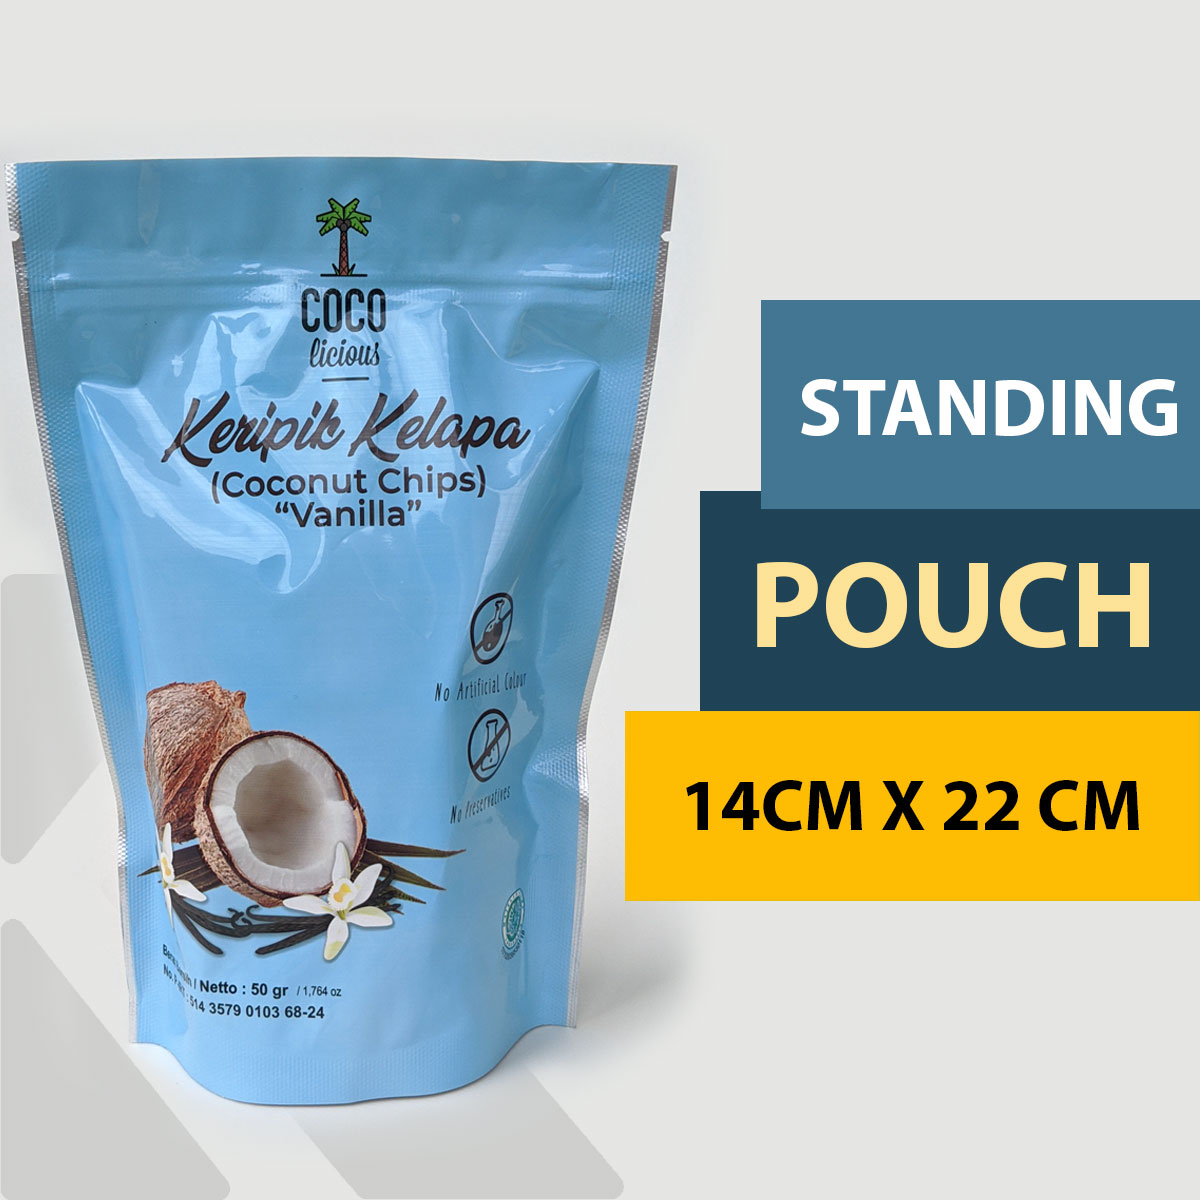 COCO
licious
Keripik Kelapa
(Coconut Chips)
“Vanilla”
No Artificial Colour
No Preservatives
/ Netto : 50 gr / 1,764 oz
514 3579 0103 68-24
STANDING
POUCH
14CM X 22 CM